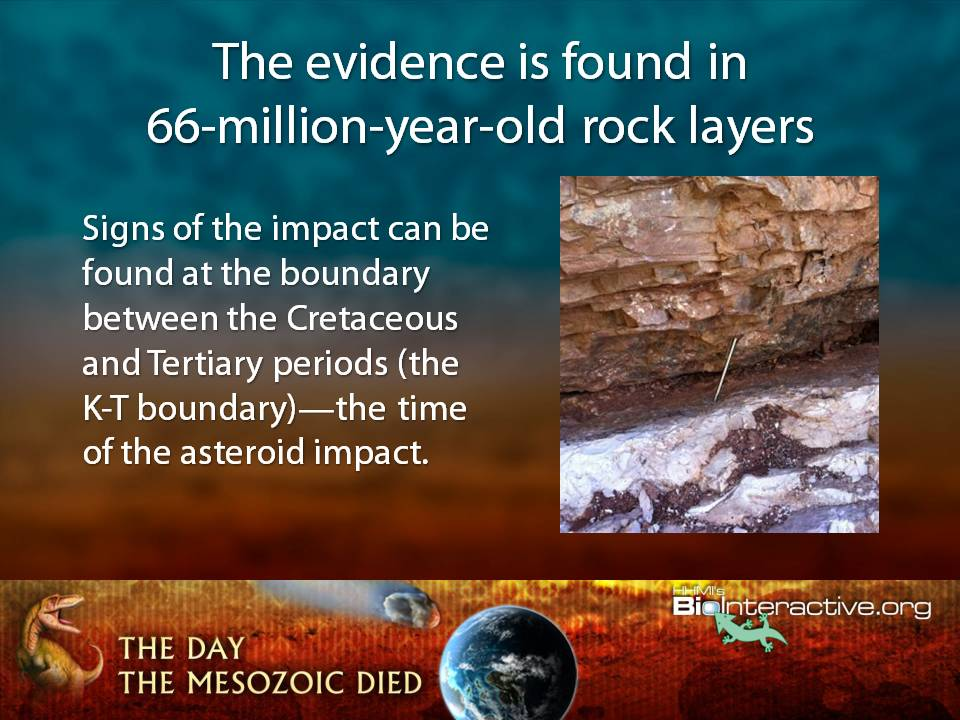 The evidence is found in
66-million-year-old rock layers
Signs of the impact can be
found at the boundary
between the Cretaceous
and Tertiary periods (the
K-T boundary)—the time
of the asteroid impact.
HHMI's
BioInteractive.org
THE DAY
THE MESOZOIC DIED